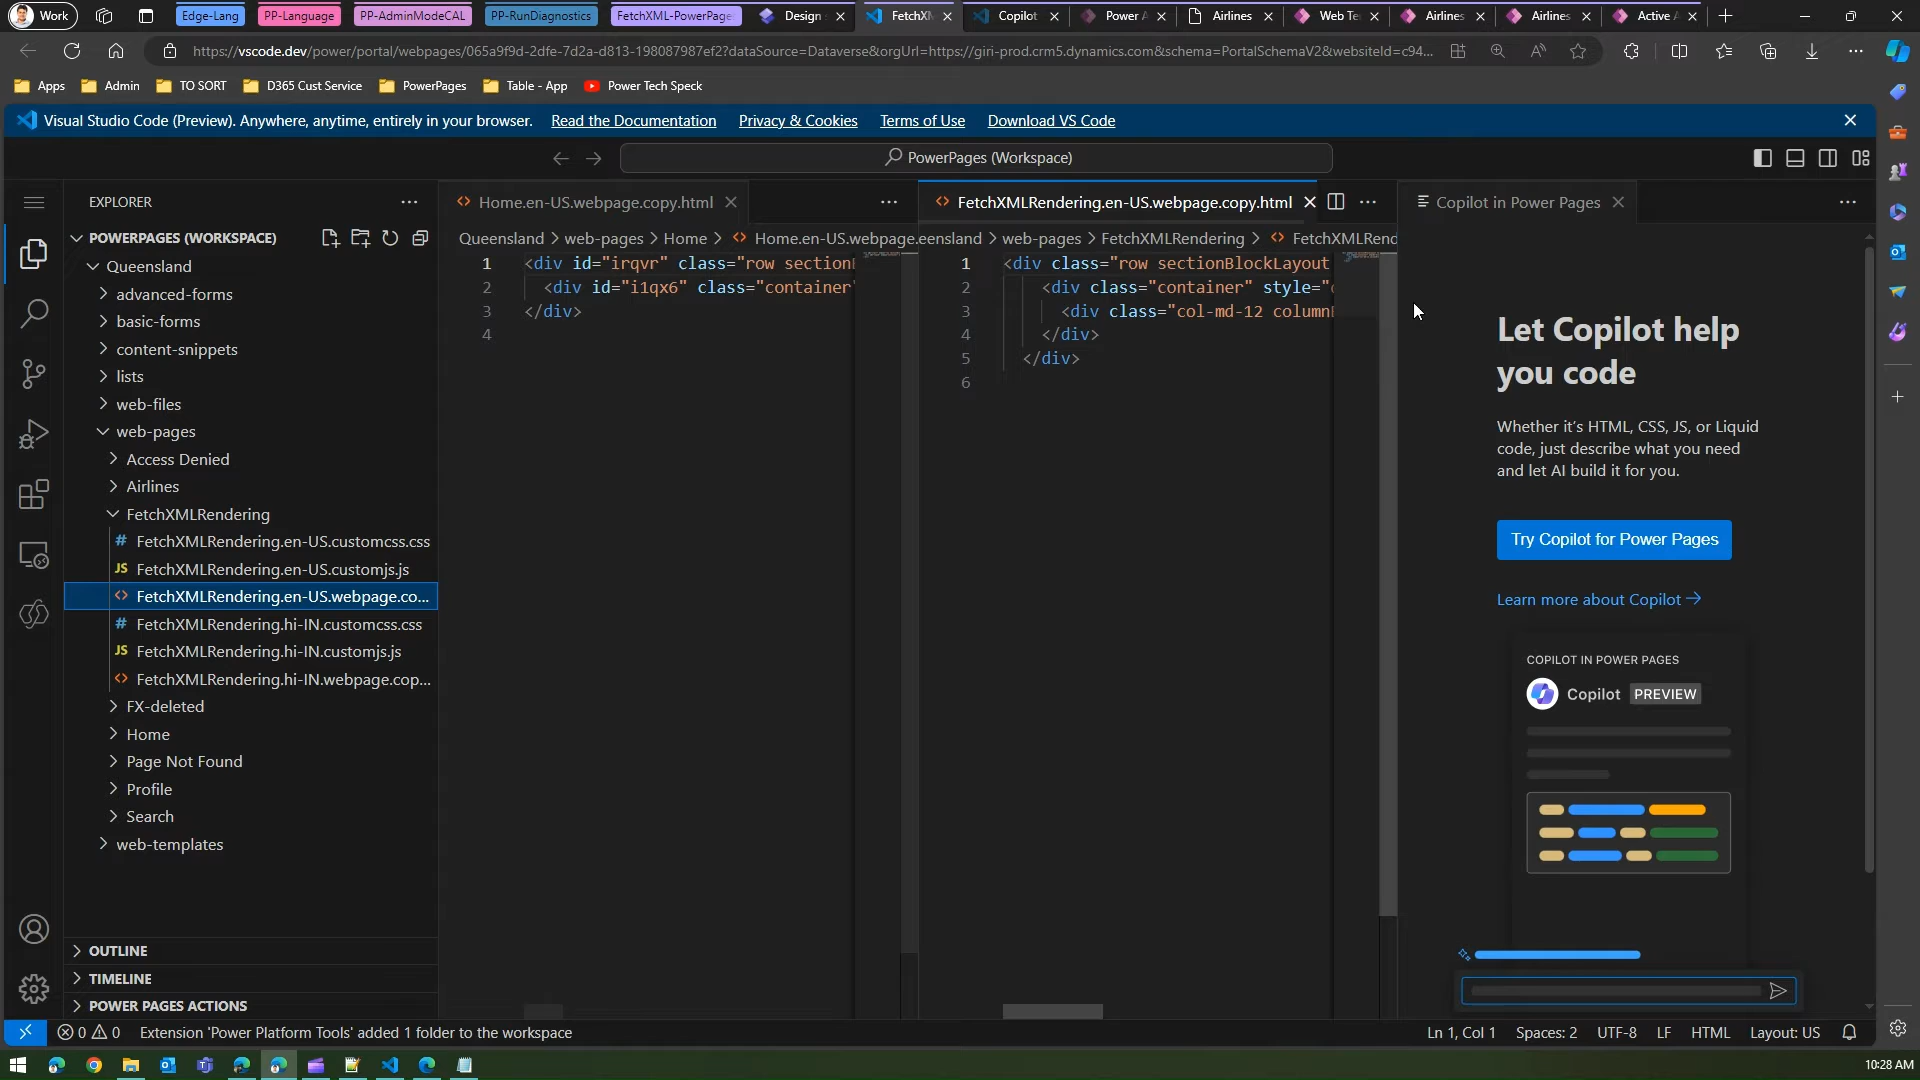 Work
Edge-Lang
PP-Language
PP-AdminModeCAL
PP-RunDiagnostics
FetchXML-PowerPage
Design
FetchX
Copilot
Power A
Airlines
Web Te
Airlines
Airlines
Active
https://vscode.dev/power/portal/webpages/065a9f9d-2dfe-7d2a-d813-198087987ef2?dataSource=Dataverse&orgUrl=https://giri-prod.crm5.dynamics.com&schema=PortalSchemaV2&websiteId=c94...
Apps
Admin
TO SORT
D365 Cust Service
PowerPages
Table - App
Power Tech Speck
Visual Studio Code (Preview). Anywhere, anytime, entirely in your browser. Read the Documentation Privacy & Cookies Terms of Use Download VS Code
PowerPages (Workspace)
EXPLORER
POWERPAGES (WORKSPACE)
Queensland
advanced-forms
basic-forms
content-snippets
lists
web-files
web-pages
Access Denied
Airlines
FetchXMLRendering
FetchXMLRendering.en-US.customcss.css
JS FetchXMLRendering.en-US.customjs.js
FetchXMLRendering.en-US.webpage.co...
FetchXMLRendering.hi-IN.customcss.css
JS FetchXMLRendering.hi-IN.customjs.js
FetchXMLRendering.hi-IN.webpage.cop...
FX-deleted
Home
Page Not Found
Profile
Search
web-templates
OUTLINE
TIMELINE
POWER PAGES ACTIONS
Home.en-US.webpage.copy.html
Queensland > web-pages > Home > Home.en-US.webpage.
1 <div id="irqvr" class="row section
2 <div id="i1qx6" class="container
3 </div>
4
FetchXMLRendering.en-US.webpage.copy.html
eensland > web-pages > FetchXMLRendering > FetchXMLRend
1 <div class="row sectionBlockLayout
2 <div class="container" style="
3 <div class="col-md-12 column
4 </div>
5 </div>
6
Copilot in Power Pages
Let Copilot help
you code
Whether it's HTML, CSS, JS, or Liquid
code, just describe what you need
and let AI build it for you.
Try Copilot for Power Pages
Learn more about Copilot
COPILOT IN POWER PAGES
Copilot PREVIEW
0 0 Extension 'Power Platform Tools' added 1 folder to the workspace
Ln 1, Col 1 Spaces: 2 UTF-8 LF HTML Layout: US
10:28 AM